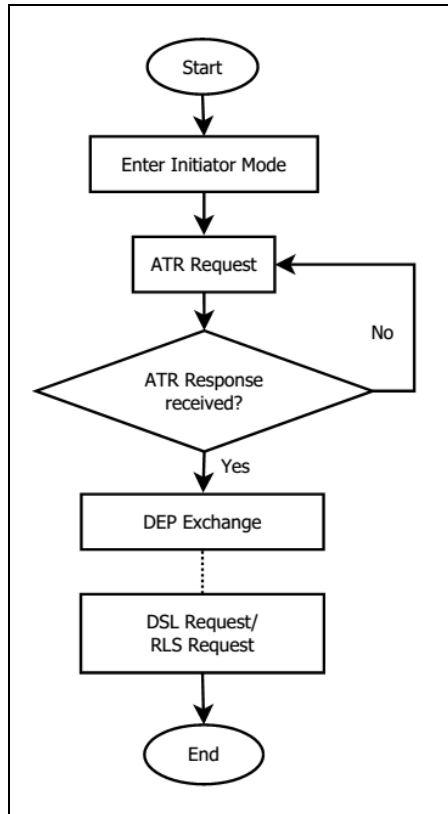 Start
Enter Initiator Mode
ATR Request
No
ATR Response
received?
Yes
DEP Exchange
DSL Request/
RLS Request
End